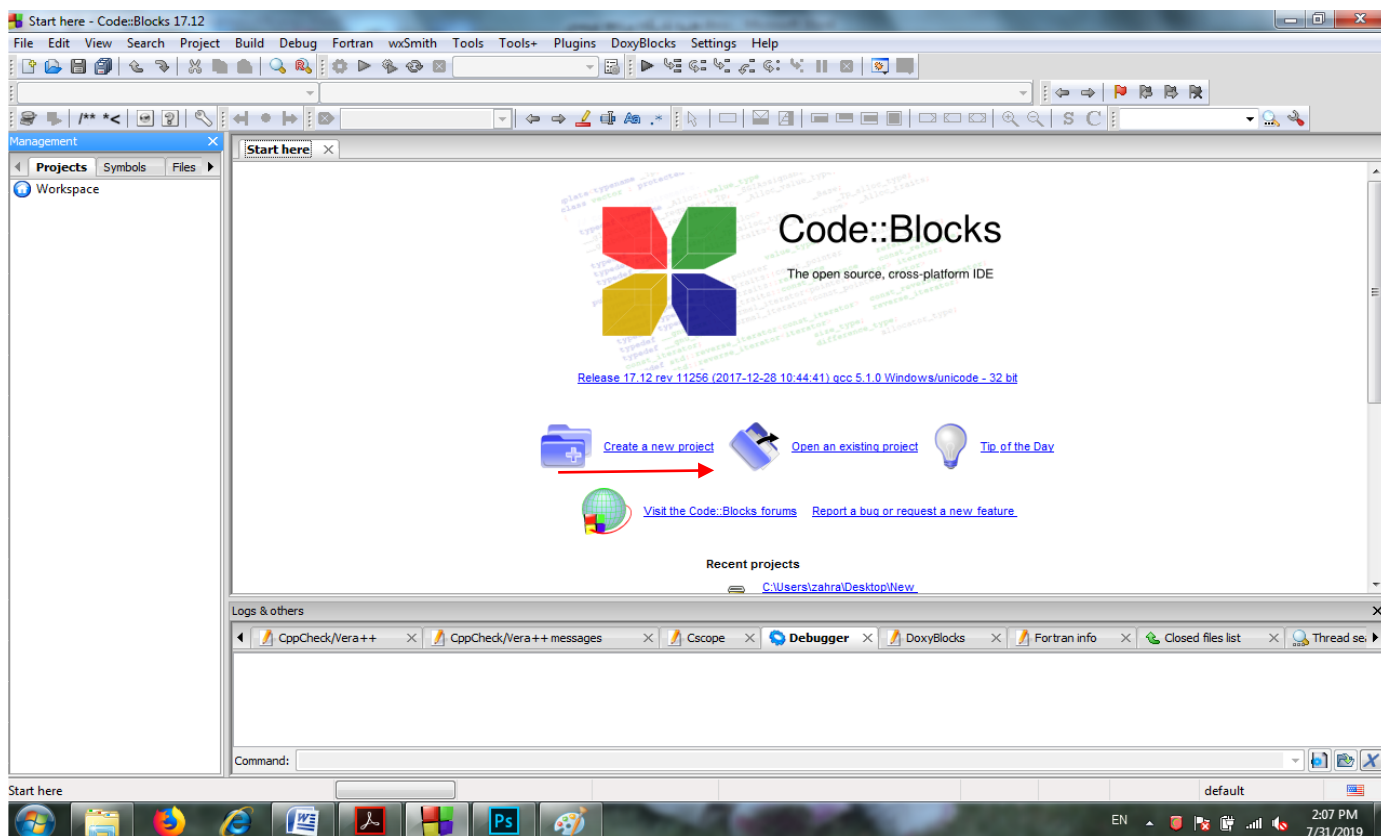 Start here - Code::Blocks 17.12
File Edit View Search Project Build Debug Fortran wxSmith Tools Tools+ Plugins DoxyBlocks Settings Help
/** *<
S C
Management
Projects Symbols Files
Workspace
Start here
Code::Blocks
The open source, cross-platform IDE
Release 17.12 rev 11256 (2017-12-28 10:44:41) gcc 5.1.0 Windows/unicode - 32 bit
Create a new project Open an existing project Tip of the Day
Visit the Code::Blocks forums Report a bug or request a new feature
Recent projects
C:\Users\zahra\Desktop\New
Logs & others
CppCheck/Vera++ CppCheck/Vera++ messages Cscope Debugger DoxyBlocks Fortran info Closed files list Thread sea
Command:
Start here default
Ps EN 2:07 PM
7/31/2019